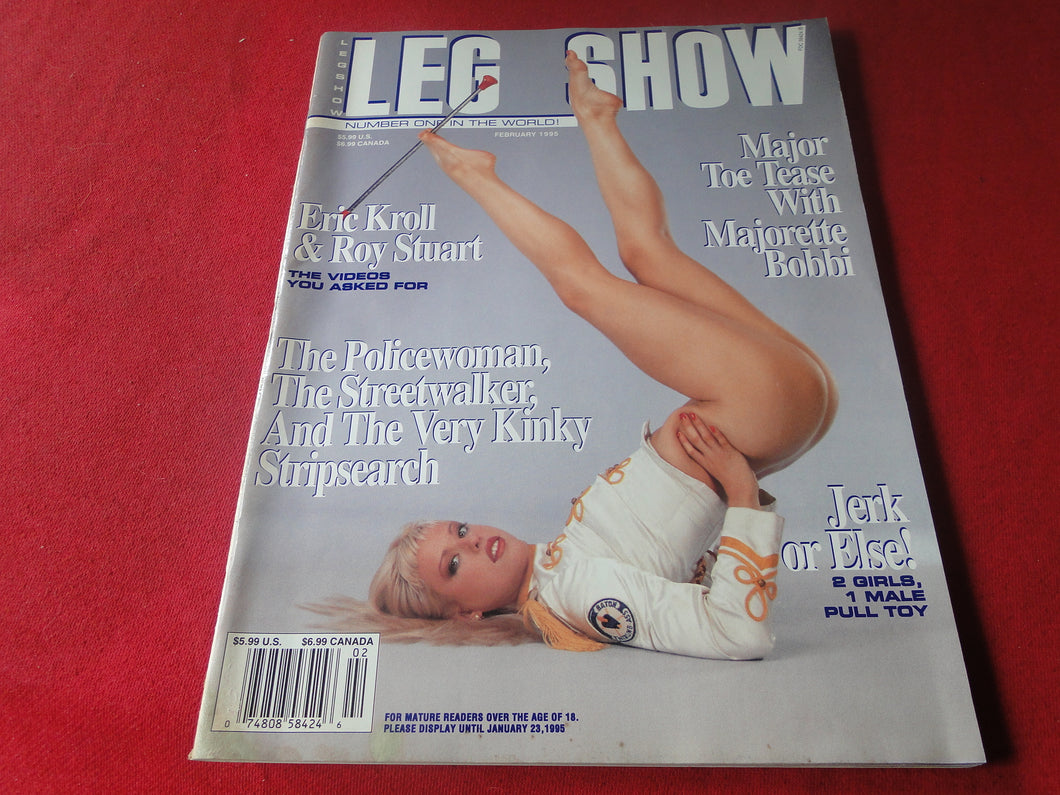 LEGSHOW
LEG SHOW
NUMBER ONE IN THE WORLD!
$5.99 U.S.
$6.99 CANADA
FEBRUARY 1995
Major
Toe Tease
With
Majorette
Bobbi
Eric Kroll
& Roy Stuart
THE VIDEOS
YOU ASKED FOR
The Policewoman,
The Streetwalker,
And The Very Kinky
Stripsearch
Jerk
or Else!
2 GIRLS,
1 MALE
PULL TOY
BATON
$5.99 U.S. $6.99 CANADA
02
0 74808 58424 6
FOR MATURE READERS OVER THE AGE OF 18.
PLEASE DISPLAY UNTIL JANUARY 23,1995